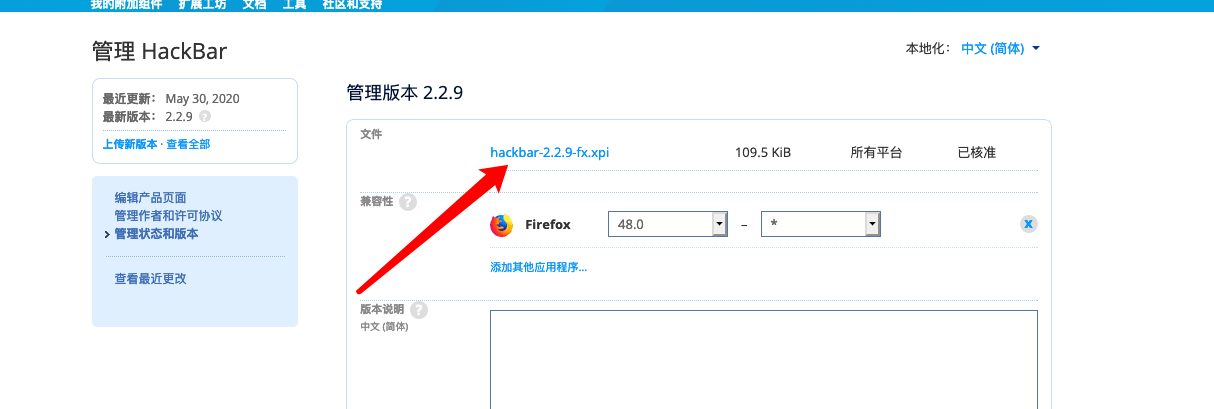 我的附加组件 扩展工坊 文档 工具 社区和支持
管理 HackBar
本地化： 中文 (简体)
最近更新： May 30, 2020
最新版本： 2.2.9 ?
上传新版本 · 查看全部
编辑产品页面
管理作者和许可协议
管理状态和版本
查看最近更改
管理版本 2.2.9
文件
hackbar-2.2.9-fx.xpi 109.5 KiB 所有平台 已核准
兼容性 ?
Firefox 48.0 – * x
添加其他应用程序...
版本说明 ?
中文 (简体)